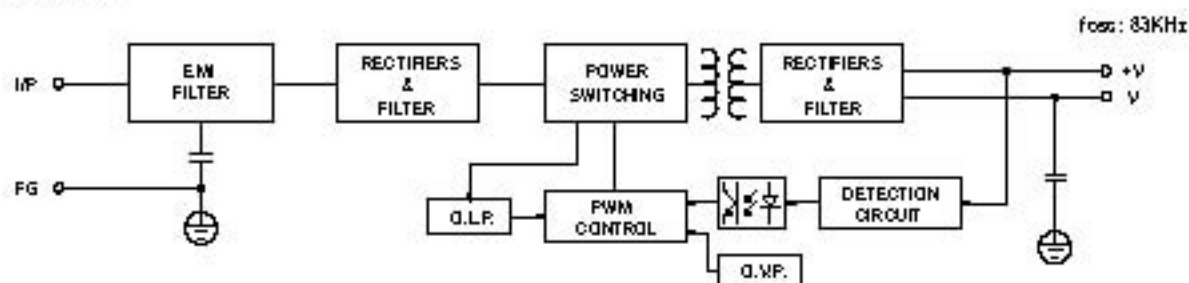 fosc: 83KHz
I/P
EMI
FILTER
RECTIFIERS
&
FILTER
POWER
SWITCHING
RECTIFIERS
&
FILTER
+V
-V
FG
O.L.P.
PWM
CONTROL
DETECTION
CIRCUIT
O.V.P.